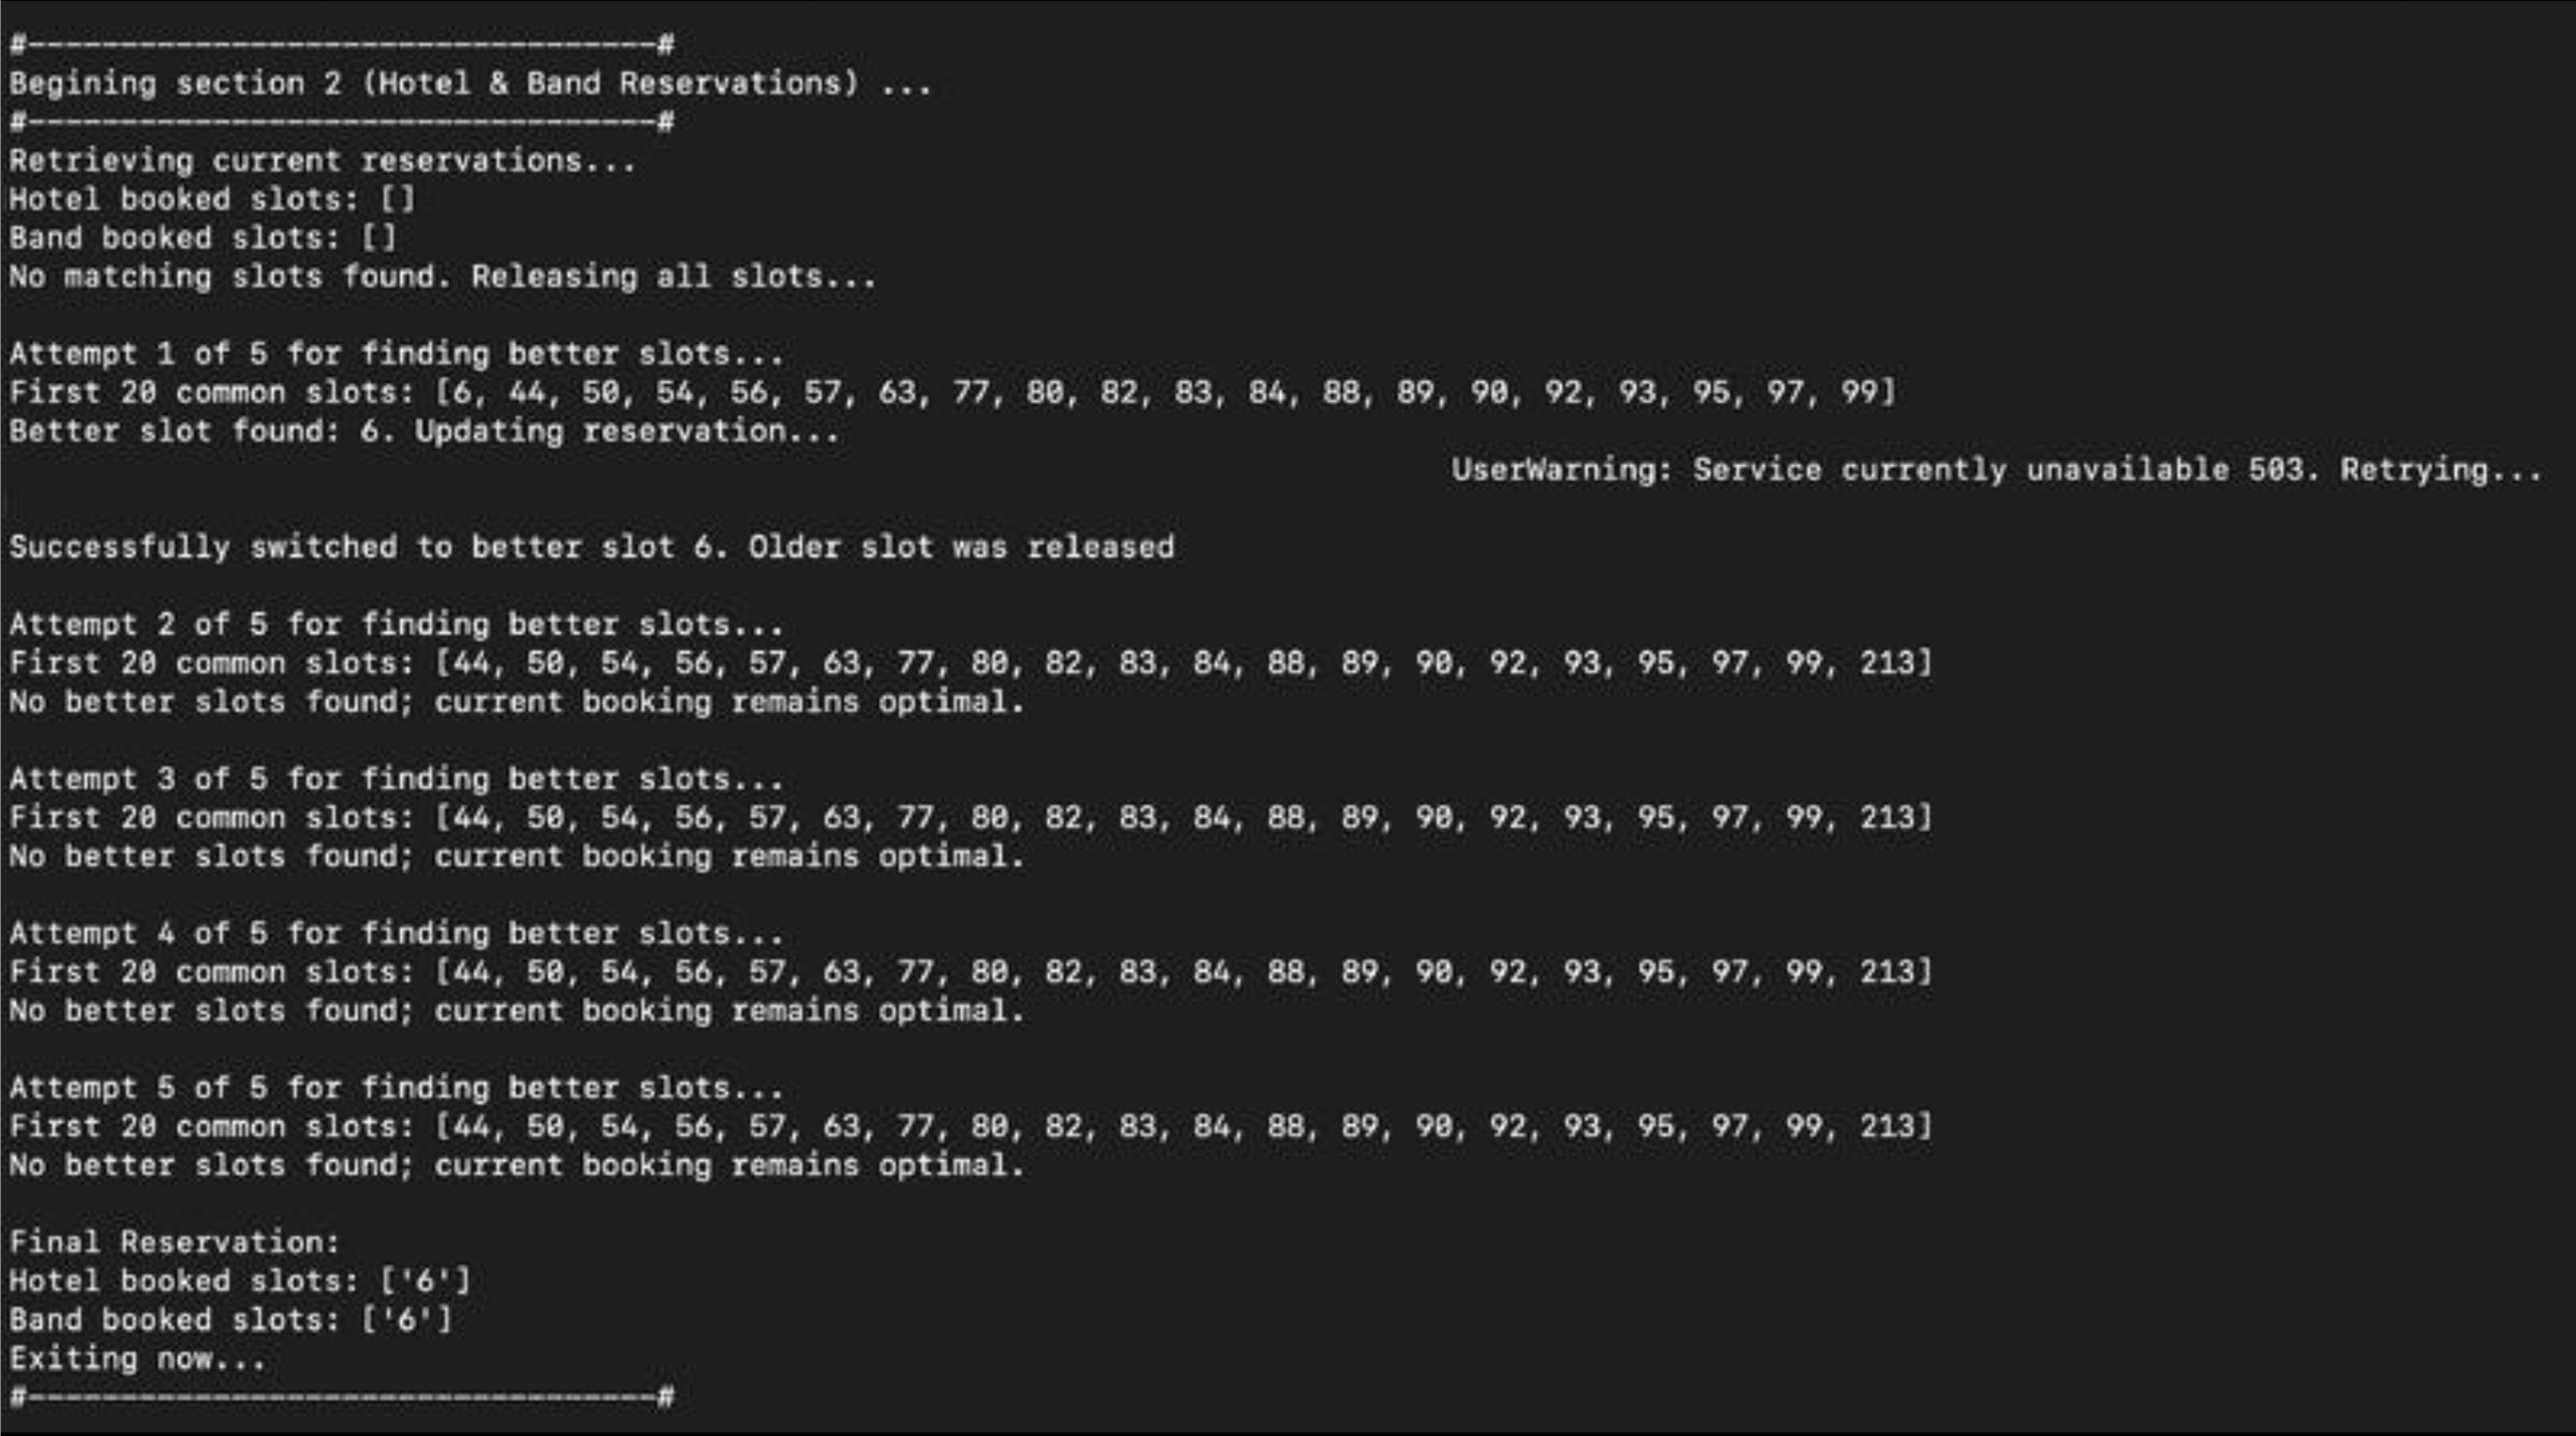 #----------------------------------#
Begining section 2 (Hotel & Band Reservations) ...
#----------------------------------#
Retrieving current reservations...
Hotel booked slots: []
Band booked slots: []
No matching slots found. Releasing all slots...
Attempt 1 of 5 for finding better slots...
First 20 common slots: [6, 44, 50, 54, 56, 57, 63, 77, 80, 82, 83, 84, 88, 89, 90, 92, 93, 95, 97, 99]
Better slot found: 6. Updating reservation...
UserWarning: Service currently unavailable 503. Retrying...
Successfully switched to better slot 6. Older slot was released
Attempt 2 of 5 for finding better slots...
First 20 common slots: [44, 50, 54, 56, 57, 63, 77, 80, 82, 83, 84, 88, 89, 90, 92, 93, 95, 97, 99, 213]
No better slots found; current booking remains optimal.
Attempt 3 of 5 for finding better slots...
First 20 common slots: [44, 50, 54, 56, 57, 63, 77, 80, 82, 83, 84, 88, 89, 90, 92, 93, 95, 97, 99, 213]
No better slots found; current booking remains optimal.
Attempt 4 of 5 for finding better slots...
First 20 common slots: [44, 50, 54, 56, 57, 63, 77, 80, 82, 83, 84, 88, 89, 90, 92, 93, 95, 97, 99, 213]
No better slots found; current booking remains optimal.
Attempt 5 of 5 for finding better slots...
First 20 common slots: [44, 50, 54, 56, 57, 63, 77, 80, 82, 83, 84, 88, 89, 90, 92, 93, 95, 97, 99, 213]
No better slots found; current booking remains optimal.
Final Reservation:
Hotel booked slots: ['6']
Band booked slots: ['6']
Exiting now...
#----------------------------------#